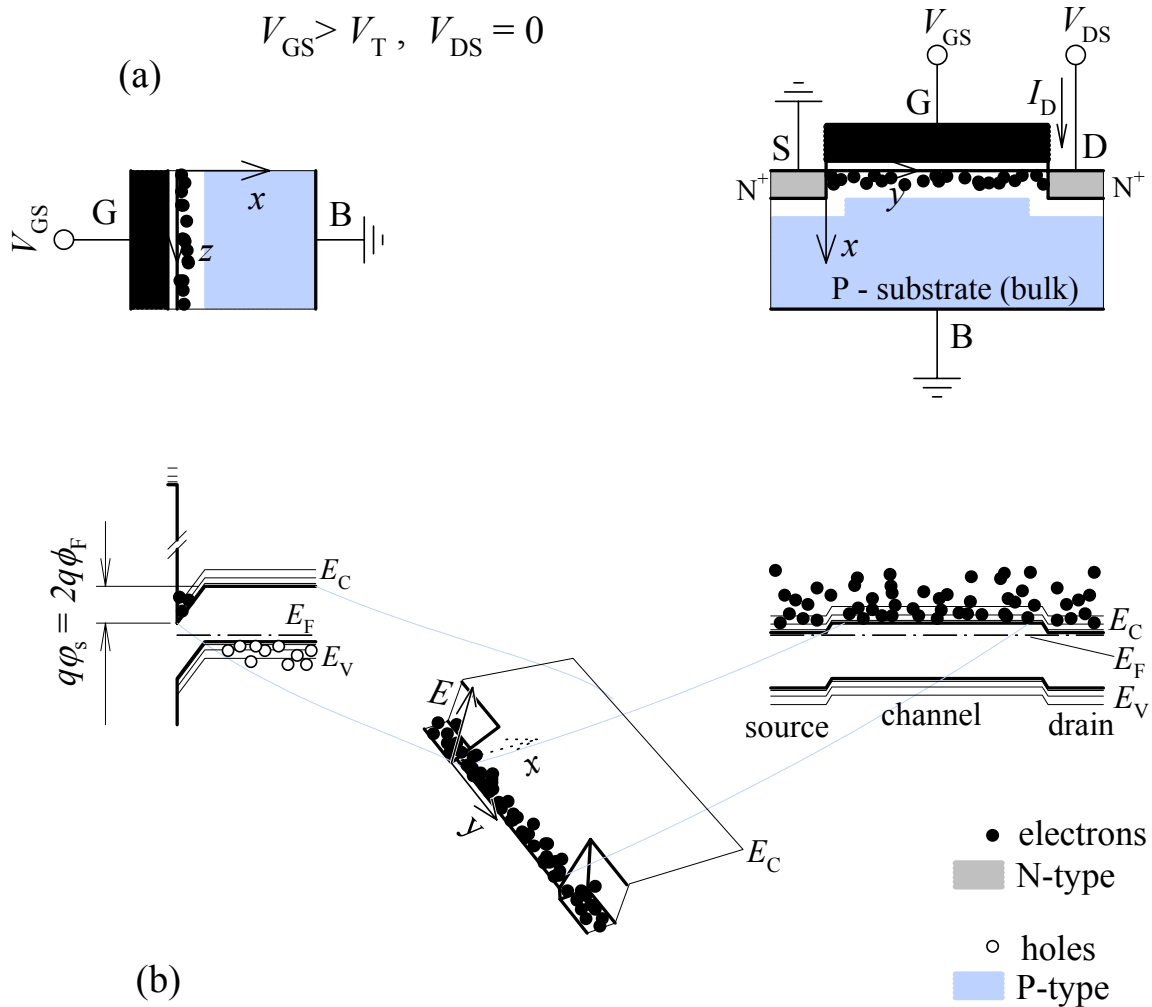 V_GS > V_T , V_DS = 0
(a)
V_GS
V_DS
G
I_D
S
D
N⁺
N⁺
y
x
P - substrate (bulk)
B
x
G
V_GS
B
z
qφ_s = 2qϕ_F
E_C
E_F
E_V
E
x
y
E_C
E_C
E_F
E_V
source
channel
drain
electrons
N-type
holes
P-type
(b)